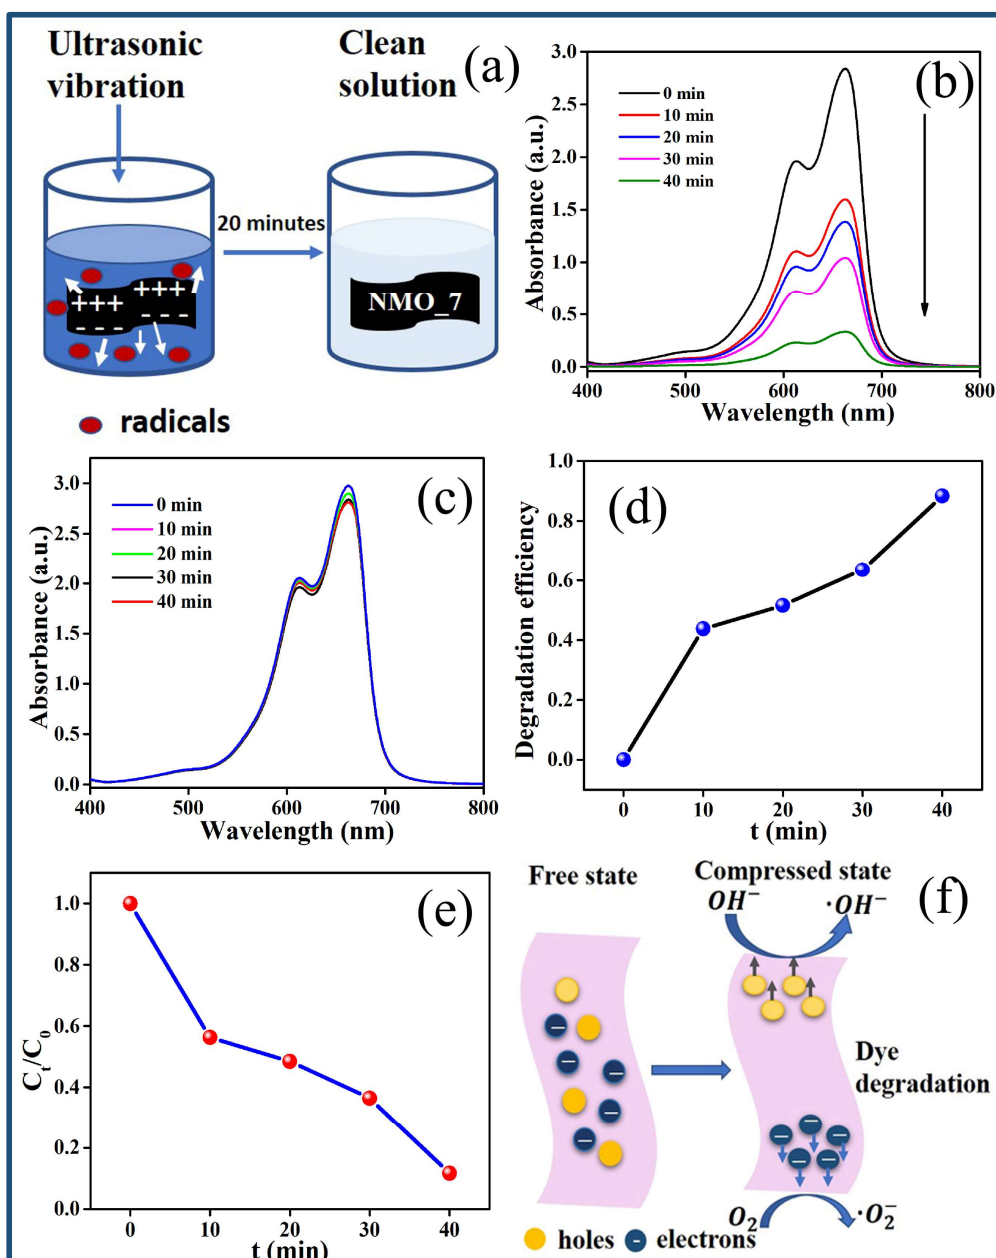 Ultrasonic
vibration
Clean
solution
(a)
20 minutes
+++
+++
- - -
- - -
NMO_7
radicals
(b)
Absorbance (a.u.)
3.0
2.5
2.0
1.5
1.0
0.5
0.0
0 min
10 min
20 min
30 min
40 min
400 500 600 700 800
Wavelength (nm)
(c)
Absorbance (a.u.)
3.0
2.5
2.0
1.5
1.0
0.5
0.0
0 min
10 min
20 min
30 min
40 min
400 500 600 700 800
Wavelength (nm)
(d)
Degradation efficiency
1.0
0.8
0.6
0.4
0.2
0.0
0 10 20 30 40
t (min)
(e)
Cₜ/C₀
1.0
0.8
0.6
0.4
0.2
0.0
0 10 20 30 40
t (min)
Free state
Compressed state
(f)
OH⁻ ·OH⁻
Dye
degradation
O₂ ·O₂⁻
holes - electrons